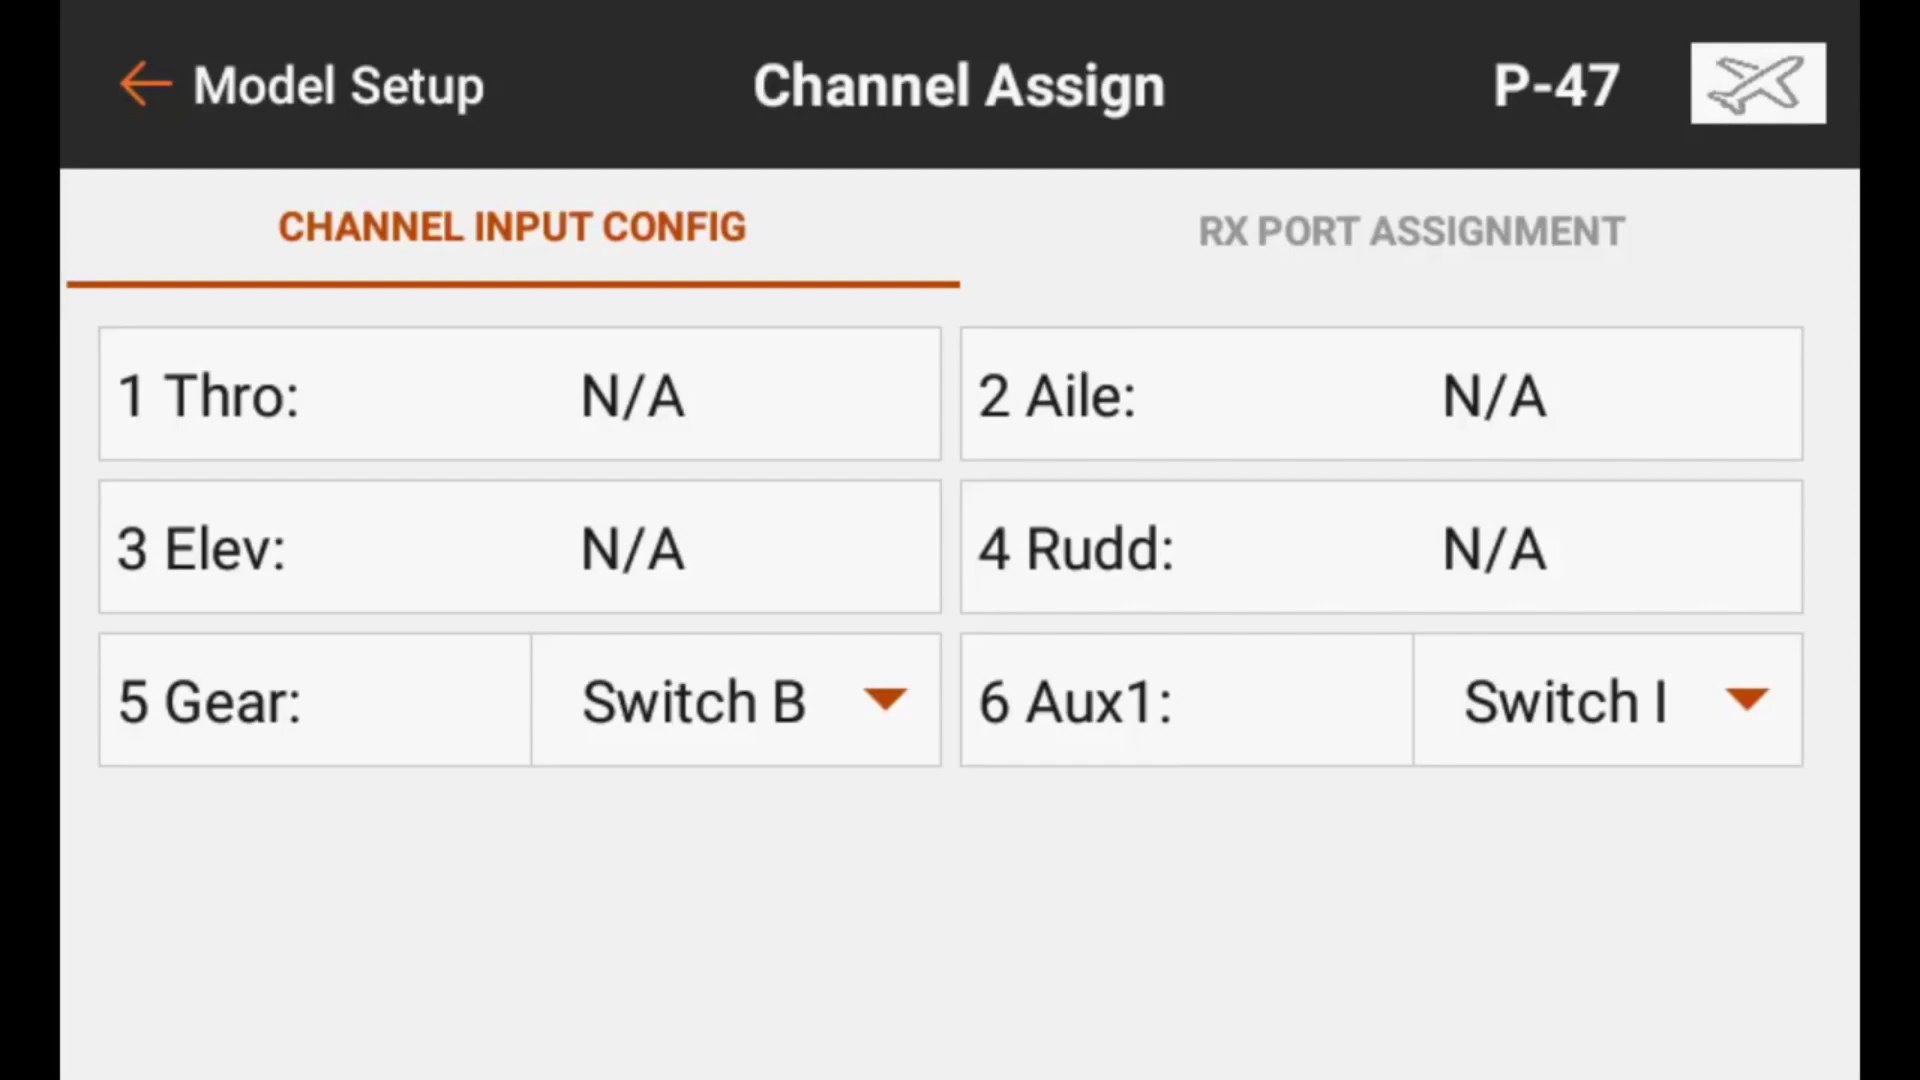 Model Setup
Channel Assign
P-47
CHANNEL INPUT CONFIG
RX PORT ASSIGNMENT
1 Thro: N/A
2 Aile: N/A
3 Elev: N/A
4 Rudd: N/A
5 Gear: Switch B
6 Aux1: Switch I